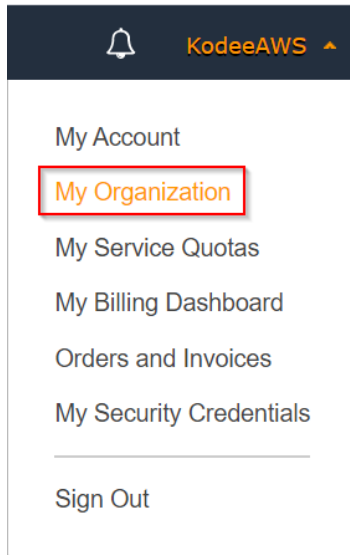 KodeeAWS
My Account
My Organization
My Service Quotas
My Billing Dashboard
Orders and Invoices
My Security Credentials
Sign Out